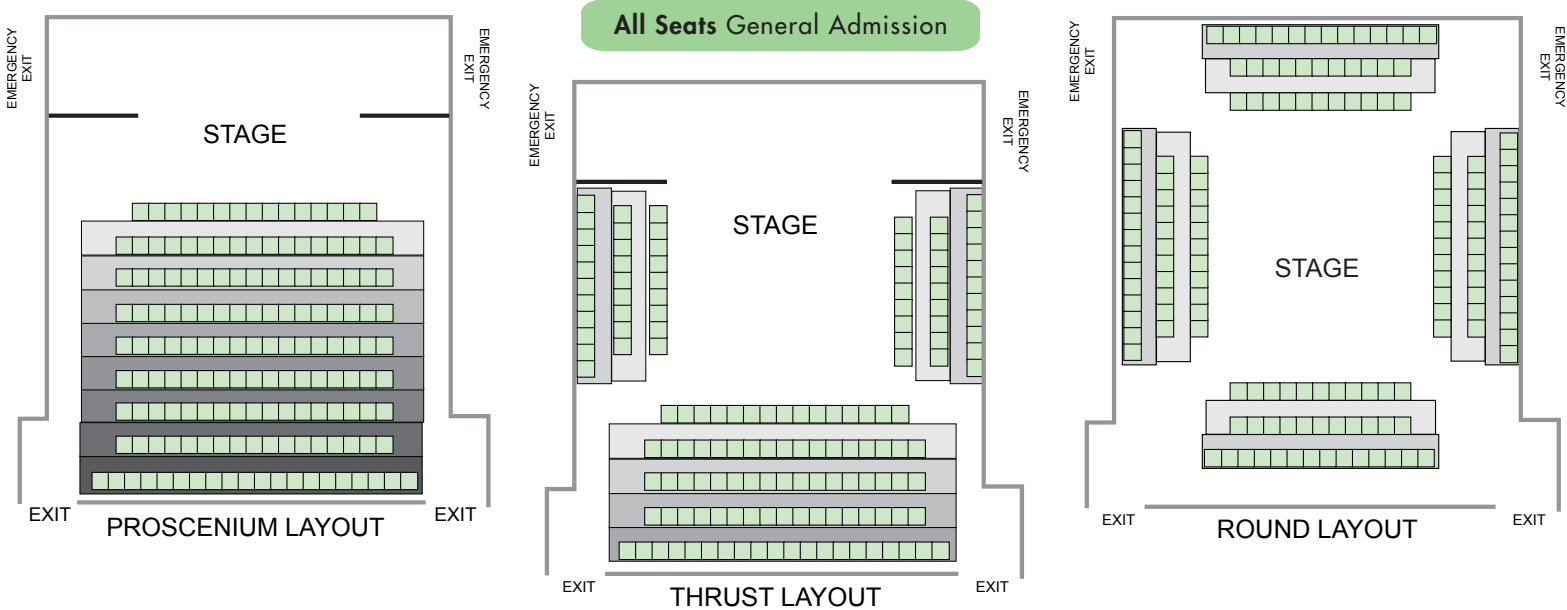 All Seats General Admission
EMERGENCY
EXIT
EMERGENCY
EXIT
STAGE
EXIT
EXIT
PROSCENIUM LAYOUT
EMERGENCY
EXIT
EMERGENCY
EXIT
STAGE
EXIT
EXIT
THRUST LAYOUT
EMERGENCY
EXIT
EMERGENCY
EXIT
STAGE
EXIT
EXIT
ROUND LAYOUT